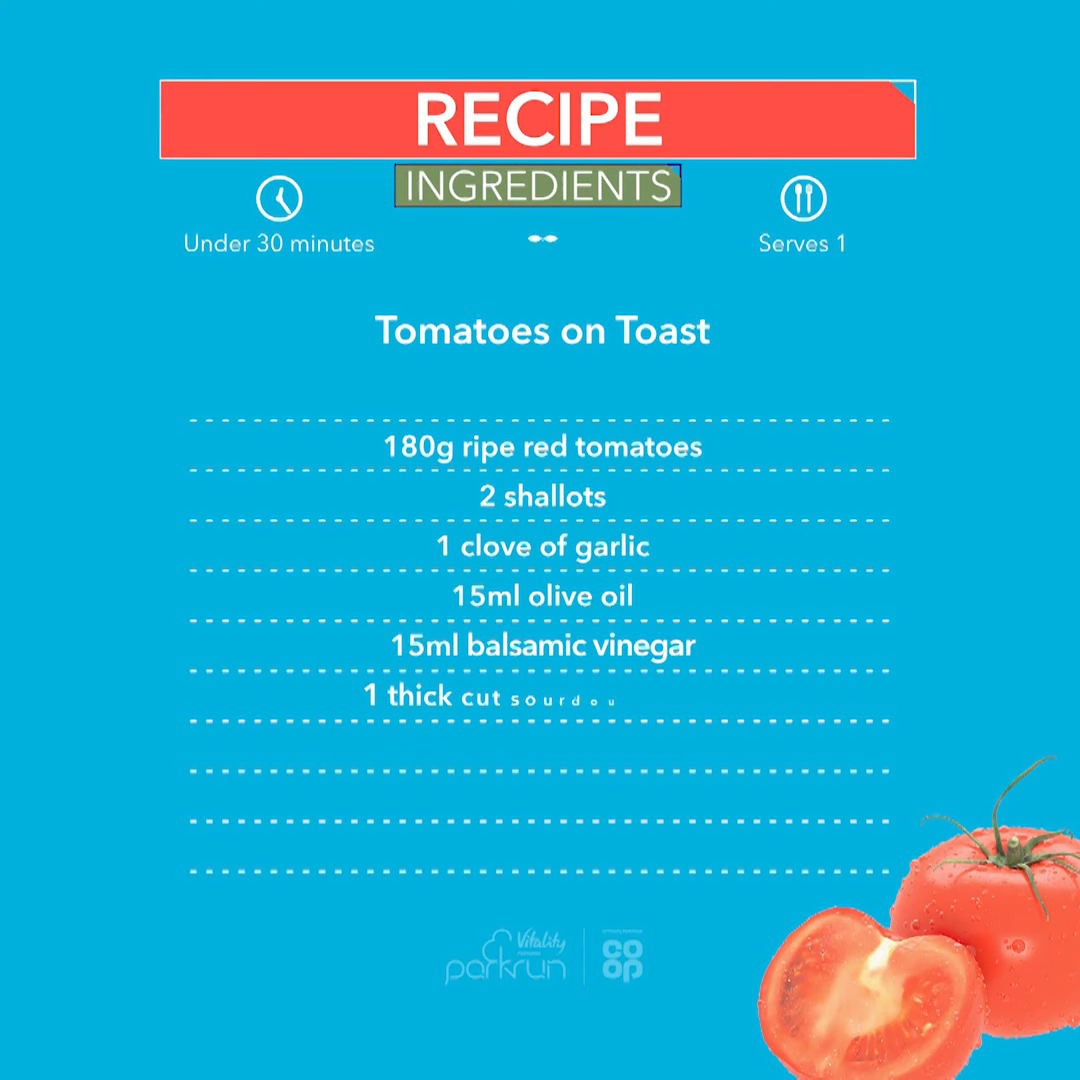 RECIPE
INGREDIENTS
Under 30 minutes
Serves 1
Tomatoes on Toast
180g ripe red tomatoes
2 shallots
1 clove of garlic
15ml olive oil
15ml balsamic vinegar
1 thick cut sourdou
Vitality
parkrun
CO
OP